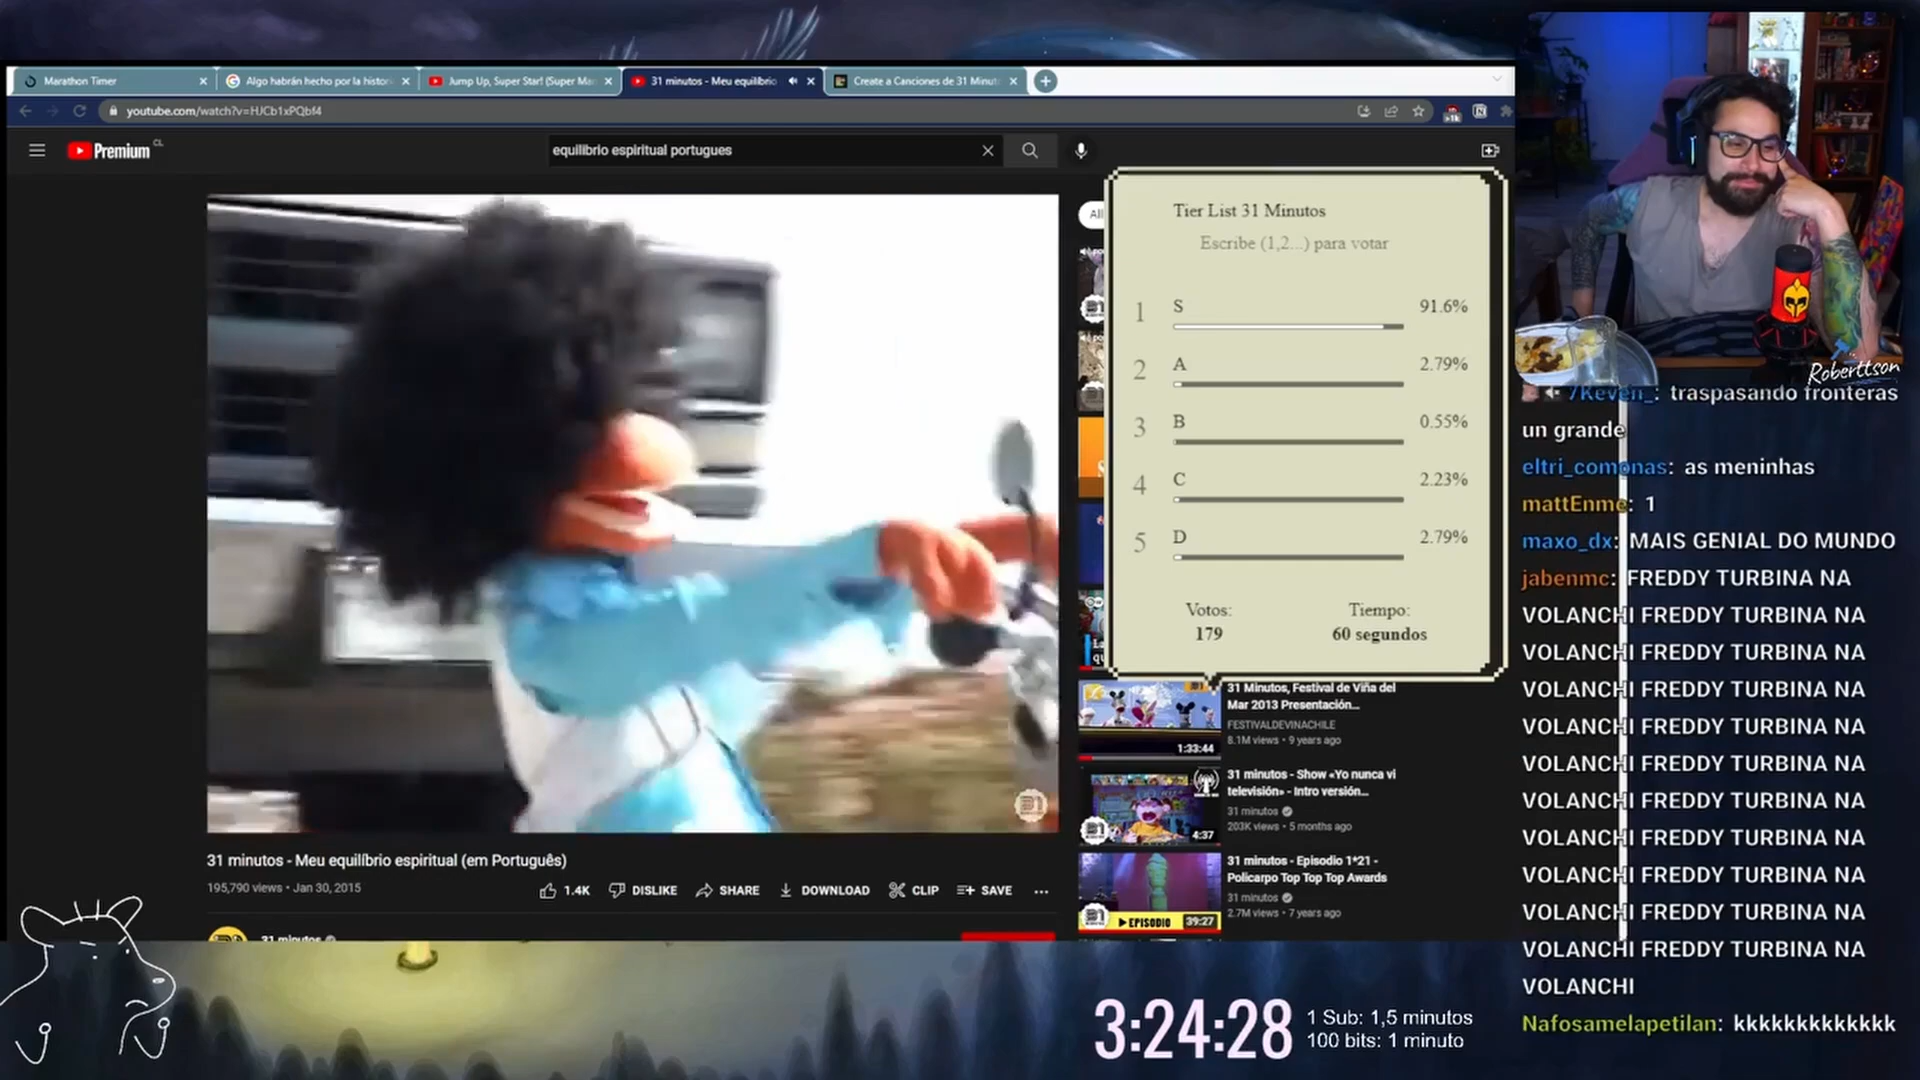 Marathon Timer
Algo habrán hecho por la histori
Jump Up, Super Star! (Super Mar
31 minutos - Meu equilíbrio
Create a Canciones de 31 Minuto
youtube.com/watch?v=HJCb1xPQbf4
Premium CL
equilibrio espiritual portugues
All
Tier List 31 Minutos
Escribe (1,2...) para votar
1 S 91.6%
2 A 2.79%
3 B 0.55%
4 C 2.23%
5 D 2.79%
Votos: Tiempo:
179 60 segundos
31 Minutos, Festival de Viña del
Mar 2013 Presentación...
FESTIVALDEVINACHILE
8.1M views • 9 years ago
1:33:44
31 minutos - Show «Yo nunca vi
televisión» - Intro versión...
31 minutos
203K views • 5 months ago
4:37
31 minutos - Episodio 1*21 -
Policarpo Top Top Top Awards
31 minutos
2.7M views • 7 years ago
EPISODIO 39:27
31 minutos - Meu equilíbrio espiritual (em Português)
195,790 views • Jan 30, 2015
1.4K DISLIKE SHARE DOWNLOAD CLIP SAVE ...
31 minutos
Roberttson
7Keven_: traspasando fronteras
un grande
eltri_comonas: as meninhas
mattEnme: 1
maxo_dx: MAIS GENIAL DO MUNDO
jabenmc: FREDDY TURBINA NA
VOLANCHI FREDDY TURBINA NA
VOLANCHI FREDDY TURBINA NA
VOLANCHI FREDDY TURBINA NA
VOLANCHI FREDDY TURBINA NA
VOLANCHI FREDDY TURBINA NA
VOLANCHI FREDDY TURBINA NA
VOLANCHI FREDDY TURBINA NA
VOLANCHI FREDDY TURBINA NA
VOLANCHI FREDDY TURBINA NA
VOLANCHI FREDDY TURBINA NA
VOLANCHI
Nafosamelapetilan: kkkkkkkkkkkkk
3:24:28
1 Sub: 1,5 minutos
100 bits: 1 minuto